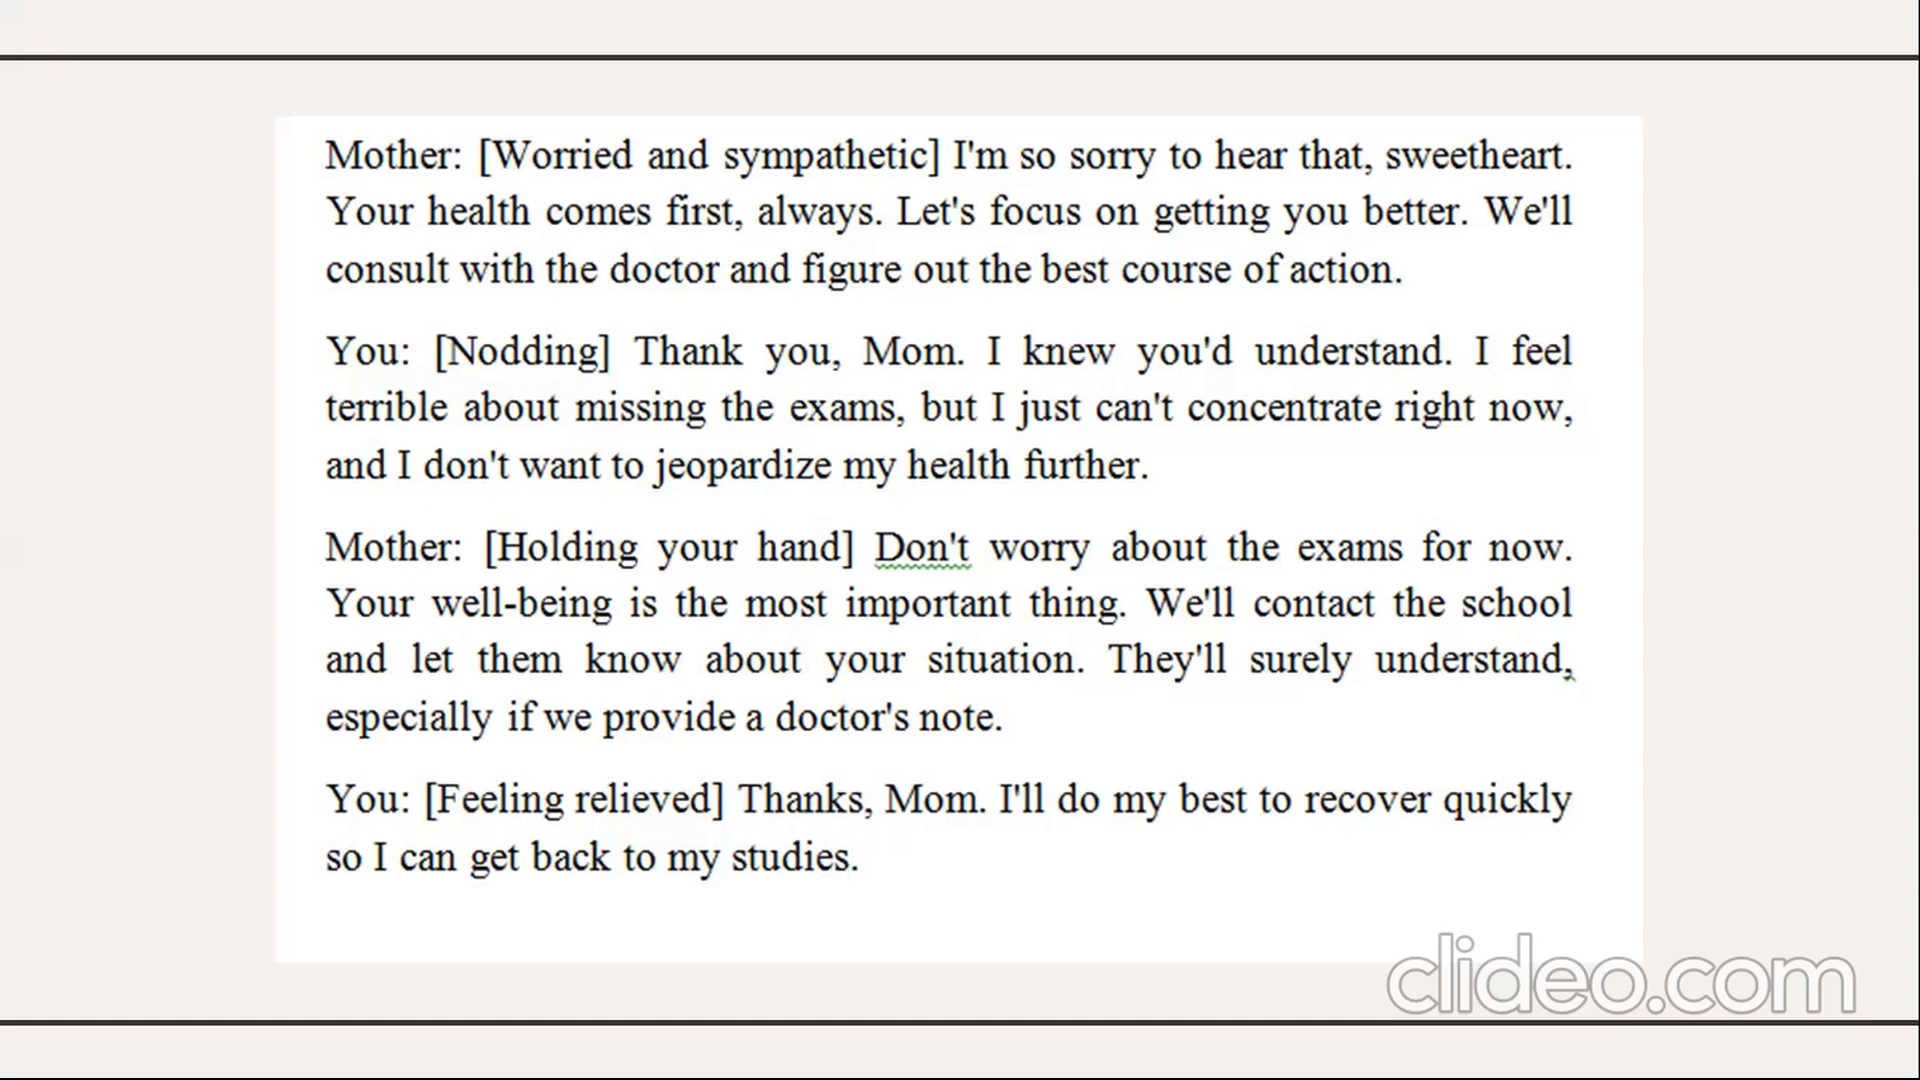 Mother: [Worried and sympathetic] I'm so sorry to hear that, sweetheart.
Your health comes first, always. Let's focus on getting you better. We'll
consult with the doctor and figure out the best course of action.
You: [Nodding] Thank you, Mom. I knew you'd understand. I feel
terrible about missing the exams, but I just can't concentrate right now,
and I don't want to jeopardize my health further.
Mother: [Holding your hand] Don't worry about the exams for now.
Your well-being is the most important thing. We'll contact the school
and let them know about your situation. They'll surely understand,
especially if we provide a doctor's note.
You: [Feeling relieved] Thanks, Mom. I'll do my best to recover quickly
so I can get back to my studies.
clideo.com